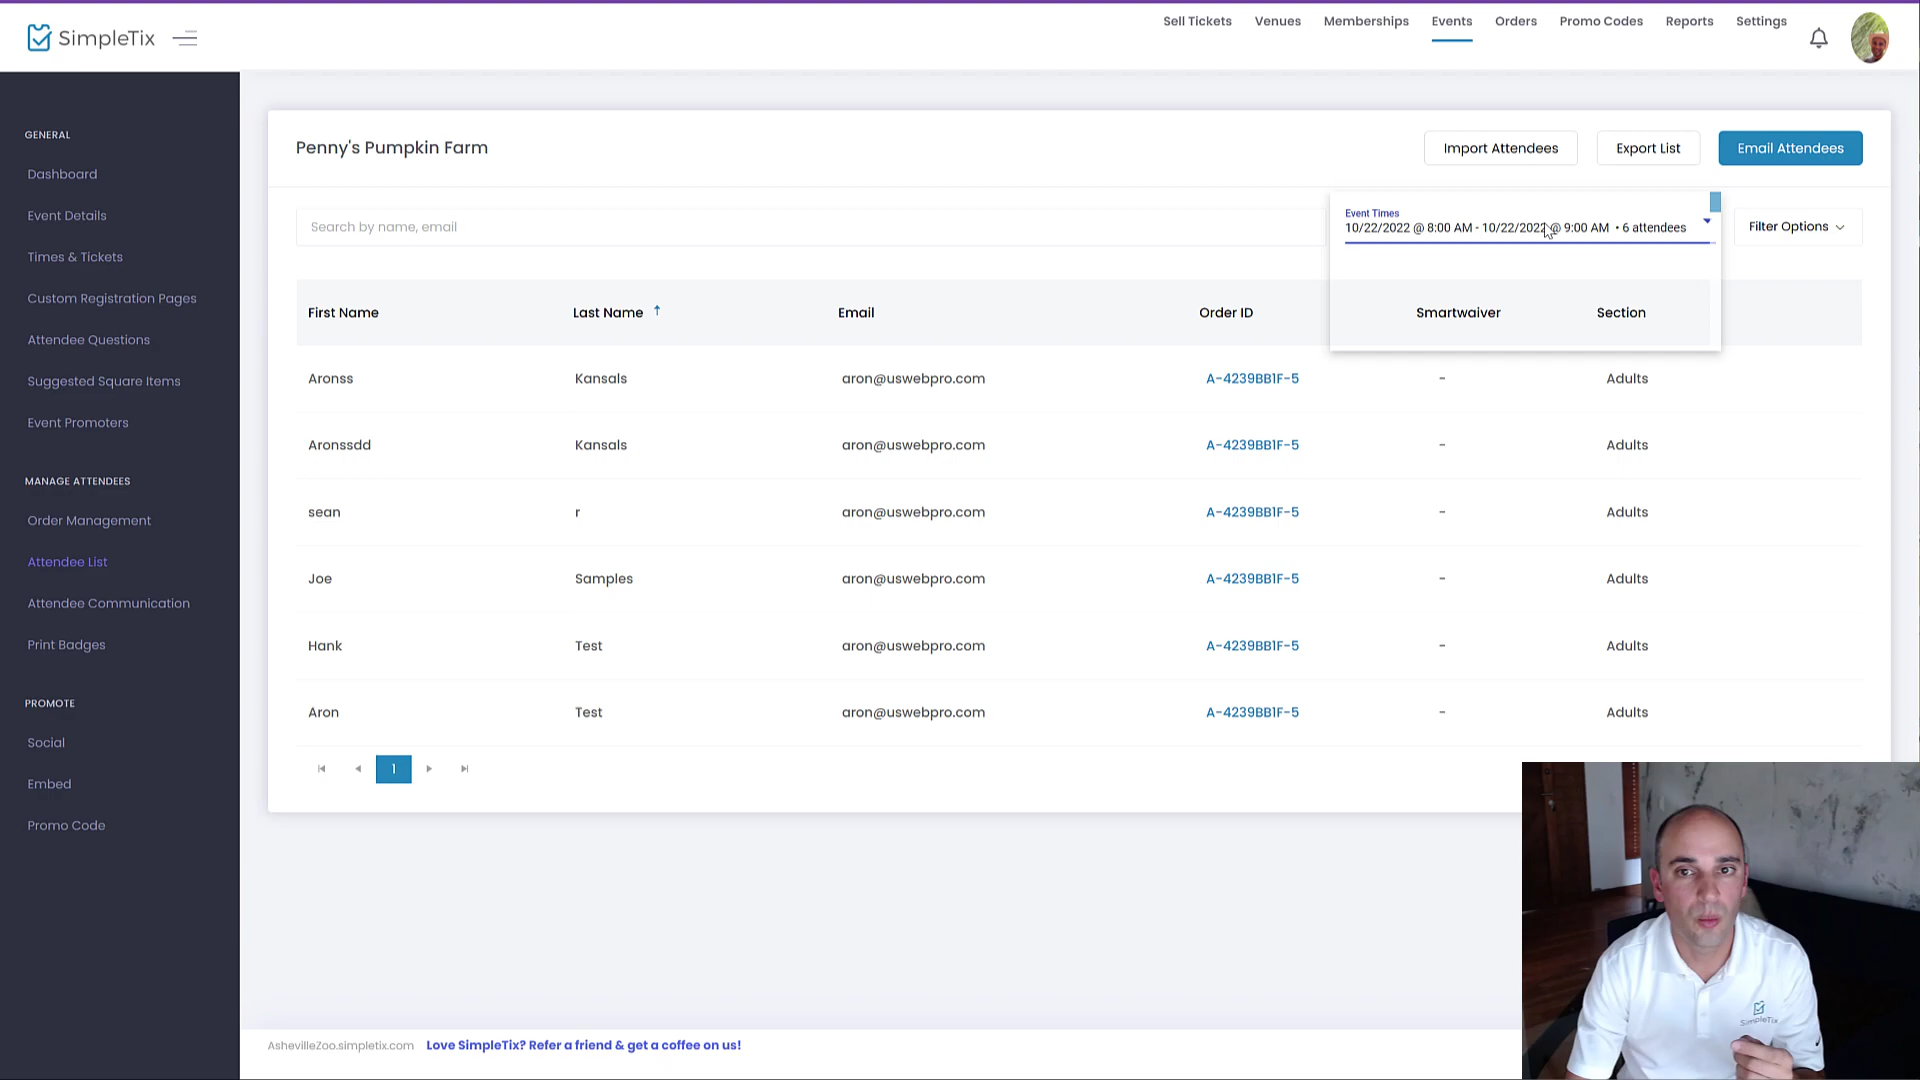 SimpleTix
Sell Tickets Venues Memberships Events Orders Promo Codes Reports Settings
GENERAL
Dashboard
Event Details
Times & Tickets
Custom Registration Pages
Attendee Questions
Suggested Square Items
Event Promoters
MANAGE ATTENDEES
Order Management
Attendee List
Attendee Communication
Print Badges
PROMOTE
Social
Embed
Promo Code
Penny's Pumpkin Farm
Import Attendees Export List Email Attendees
Search by name, email
Event Times
10/22/2022 @ 8:00 AM - 10/22/2022 @ 9:00 AM • 6 attendees
Filter Options
First Name Last Name ↑ Email Order ID Smartwaiver Section
Aronss Kansals aron@uswebpro.com A-4239BB1F-5 - Adults
Aronssdd Kansals aron@uswebpro.com A-4239BB1F-5 - Adults
sean r aron@uswebpro.com A-4239BB1F-5 - Adults
Joe Samples aron@uswebpro.com A-4239BB1F-5 - Adults
Hank Test aron@uswebpro.com A-4239BB1F-5 - Adults
Aron Test aron@uswebpro.com A-4239BB1F-5 - Adults
1
AshevilleZoo.simpletix.com Love SimpleTix? Refer a friend & get a coffee on us!
SimpleTix